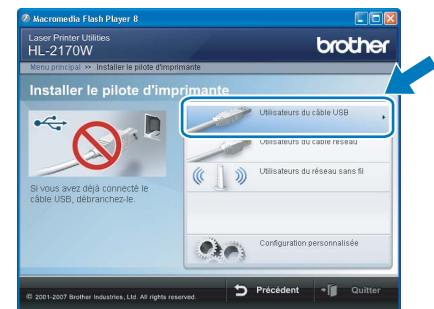 Macromedia Flash Player 8
Laser Printer Utilities
HL-2170W
brother
Menu principal >> Installer le pilote d'imprimante
Installer le pilote d'imprimante
Utilisateurs du câble USB
Utilisateurs du câble réseau
Utilisateurs du réseau sans fil
Si vous avez déjà connecté le
câble USB, débranchez-le.
Configuration personnalisée
© 2001-2007 Brother Industries, Ltd. All rights reserved.
Précédent
Quitter